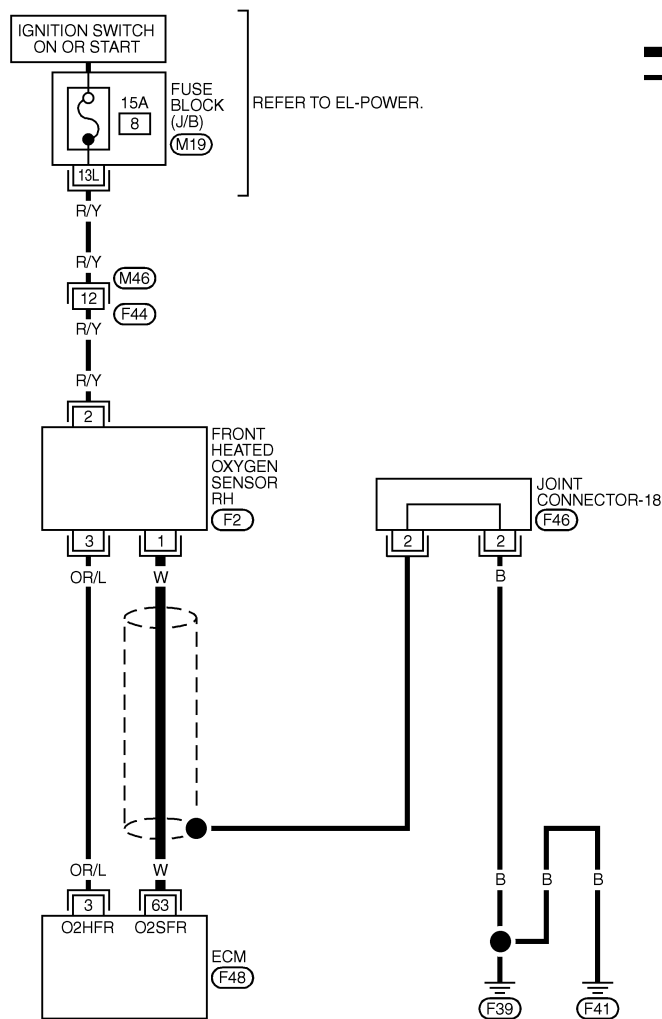 IGNITION SWITCH
ON OR START
FUSE
BLOCK
(J/B)
M19
15A
8
REFER TO EL-POWER.
13L
R/Y
R/Y
M46
12
F44
R/Y
R/Y
2
FRONT
HEATED
OXYGEN
SENSOR
RH
F2
3
1
OR/L
W
JOINT
CONNECTOR-18
F46
2
2
B
OR/L
W
B
B
B
3
63
O2HFR
O2SFR
ECM
F48
F39
F41